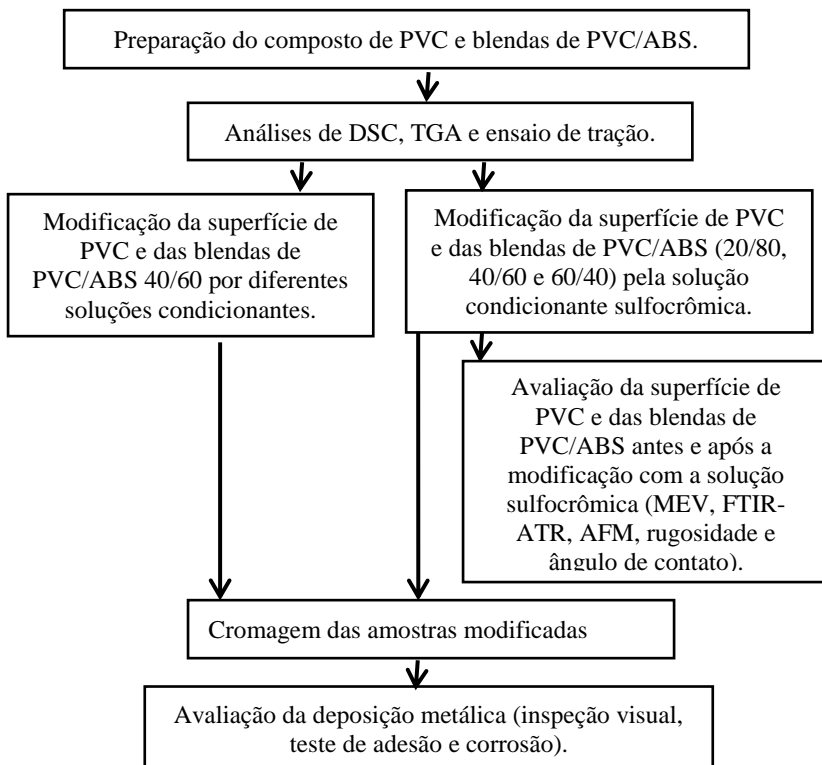 Preparação do composto de PVC e blendas de PVC/ABS.
Análises de DSC, TGA e ensaio de tração.
Modificação da superfície de
PVC e das blendas de
PVC/ABS 40/60 por diferentes
soluções condicionantes.
Modificação da superfície de PVC
e das blendas de PVC/ABS (20/80,
40/60 e 60/40) pela solução
condicionante sulfocrômica.
Avaliação da superfície de
PVC e das blendas de
PVC/ABS antes e após a
modificação com a solução
sulfocrômica (MEV, FTIR-
ATR, AFM, rugosidade e
ângulo de contato).
Cromagem das amostras modificadas
Avaliação da deposição metálica (inspeção visual,
teste de adesão e corrosão).